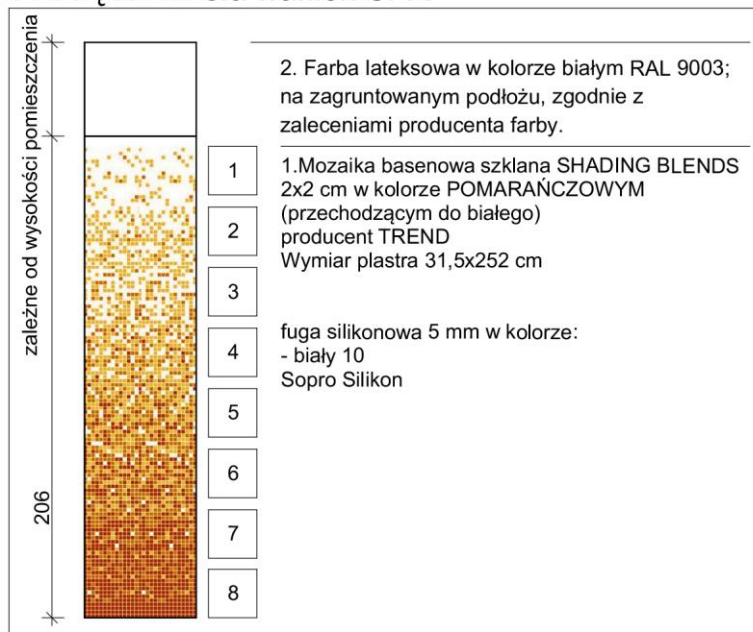 zależne od wysokości pomieszczenia
2. Farba lateksowa w kolorze białym RAL 9003;
na zagruntowanym podłożu, zgodnie z
zaleceniami producenta farby.
1.Mozaika basenowa szklana SHADING BLENDS
2x2 cm w kolorze POMARAŃCZOWYM
(przechodzącym do białego)
producent TREND
Wymiar plastra 31,5x252 cm
fuga silikonowa 5 mm w kolorze:
- biały 10
Sopro Silikon
206
1
2
3
4
5
6
7
8